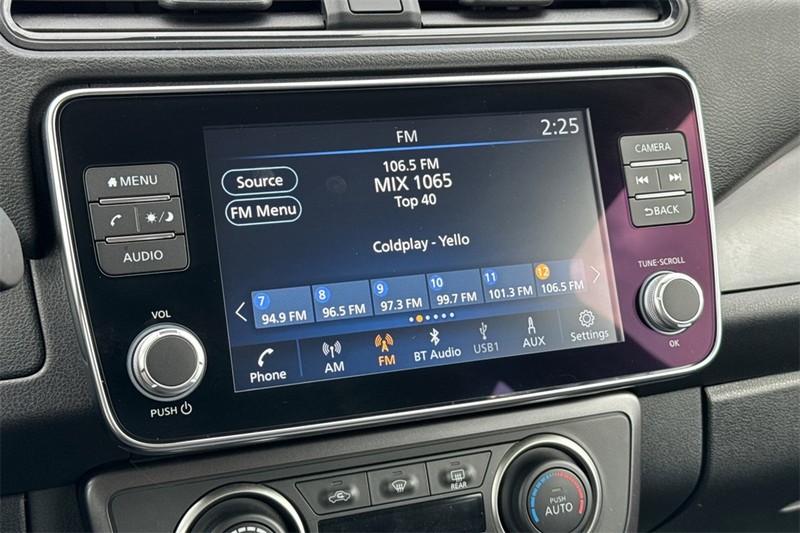 FM
2:25
106.5 FM
MIX 1065
Top 40
Source
FM Menu
Coldplay - Yello
7
94.9 FM
8
96.5 FM
9
97.3 FM
10
99.7 FM
11
101.3 FM
12
106.5 FM
Phone
AM
FM
BT Audio
USB1
AUX
Settings
MENU
AUDIO
VOL
PUSH
CAMERA
BACK
TUNE·SCROLL
OK
REAR
PUSH
AUTO